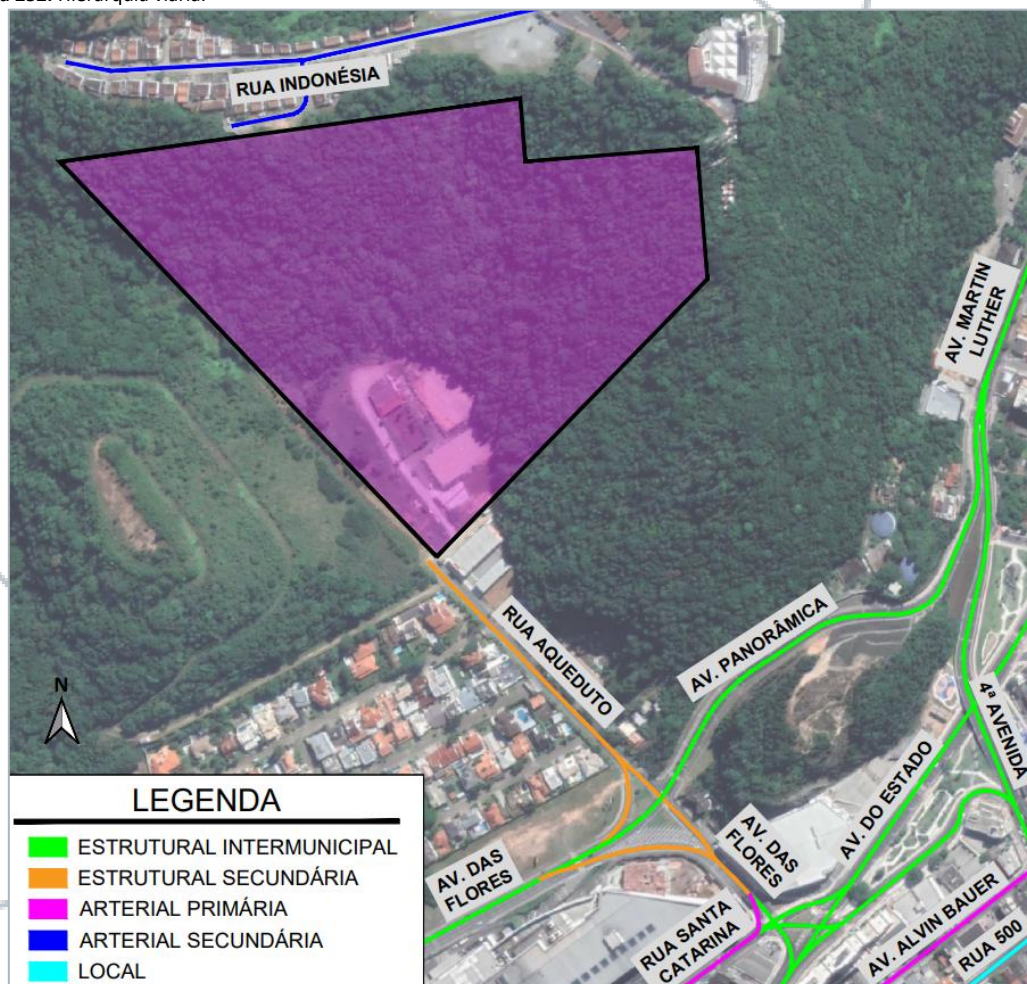 Hierarquia viária.
RUA INDONÉSIA
AV. MARTIN
LUTHER
RUA AQUEDUTO
AV. PANORÂMICA
N
4ª AVENIDA
AV. DO ESTADO
AV. DAS
FLORES
AV. DAS
FLORES
RUA SANTA
CATARINA
AV. ALVIN BAUER
RUA 500
LEGENDA
ESTRUTURAL INTERMUNICIPAL
ESTRUTURAL SECUNDÁRIA
ARTERIAL PRIMÁRIA
ARTERIAL SECUNDÁRIA
LOCAL